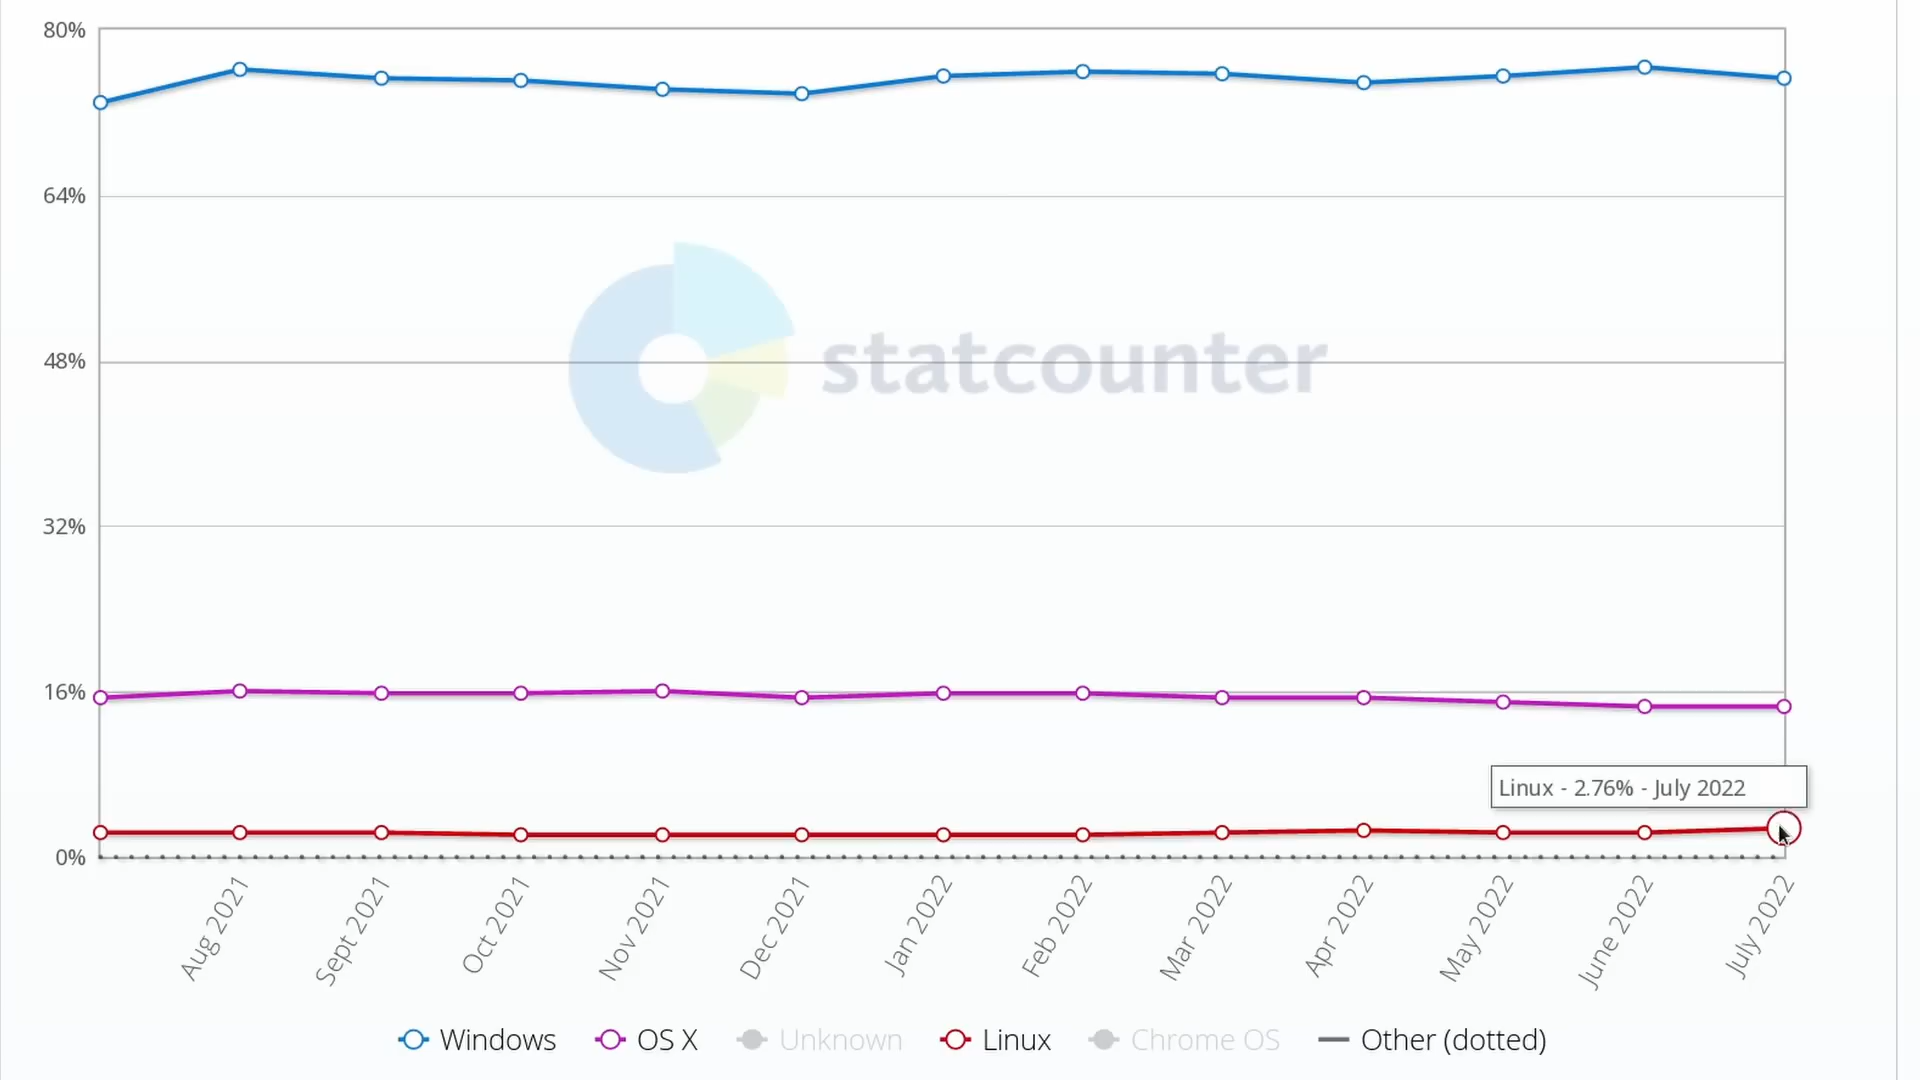 80%
64%
statcounter
48%
32%
16%
Linux - 2.76% - July 2022
0%
Aug 2021
Sept 2021
Oct 2021
Nov 2021
Dec 2021
Jan 2022
Feb 2022
Mar 2022
Apr 2022
May 2022
June 2022
July 2022
Windows OS X Unknown Linux Chrome OS Other (dotted)